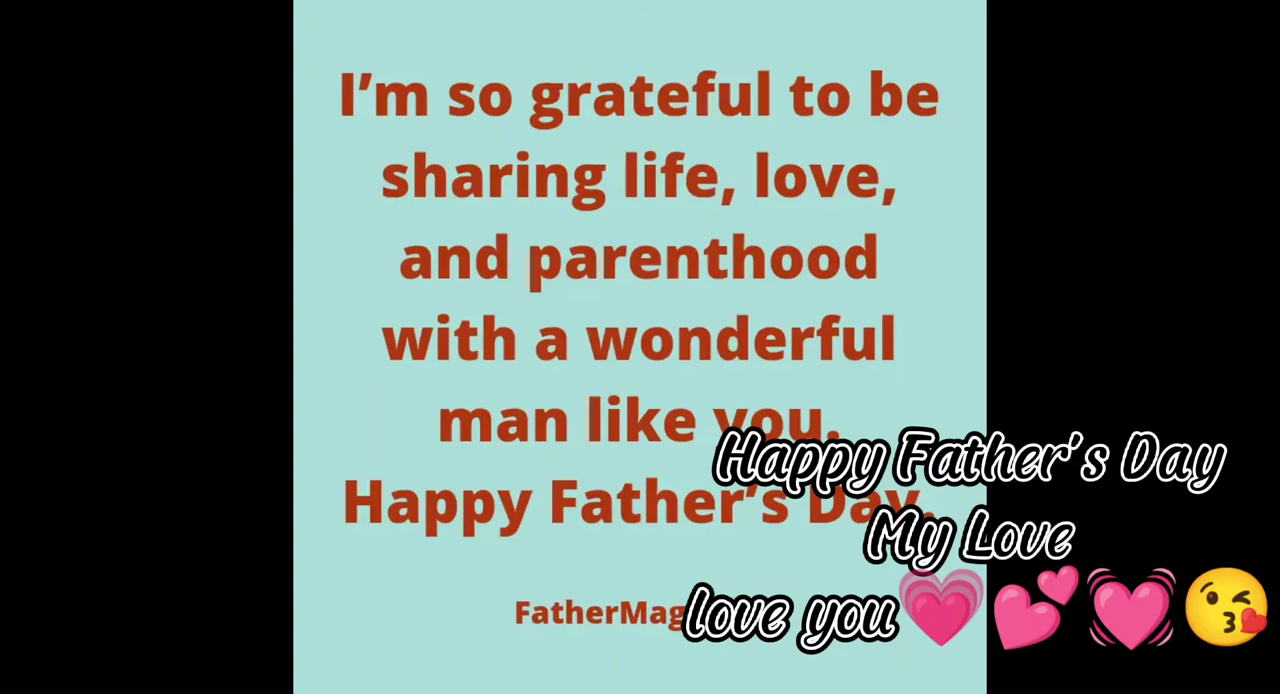 I’m so grateful to be
sharing life, love,
and parenthood
with a wonderful
man like you.
Happy Father’s Day.
FatherMag
Happy Father's Day
My Love
love you💗💕💓😘